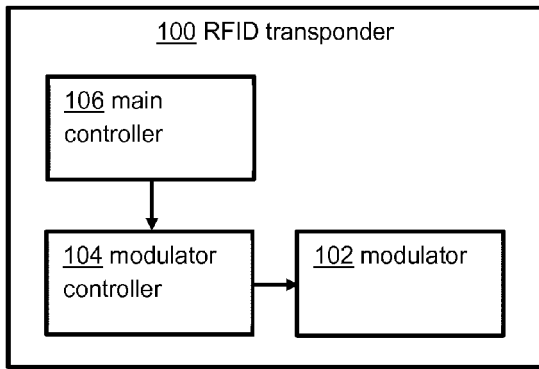 100 RFID transponder
106 main
controller
104 modulator
controller
102 modulator